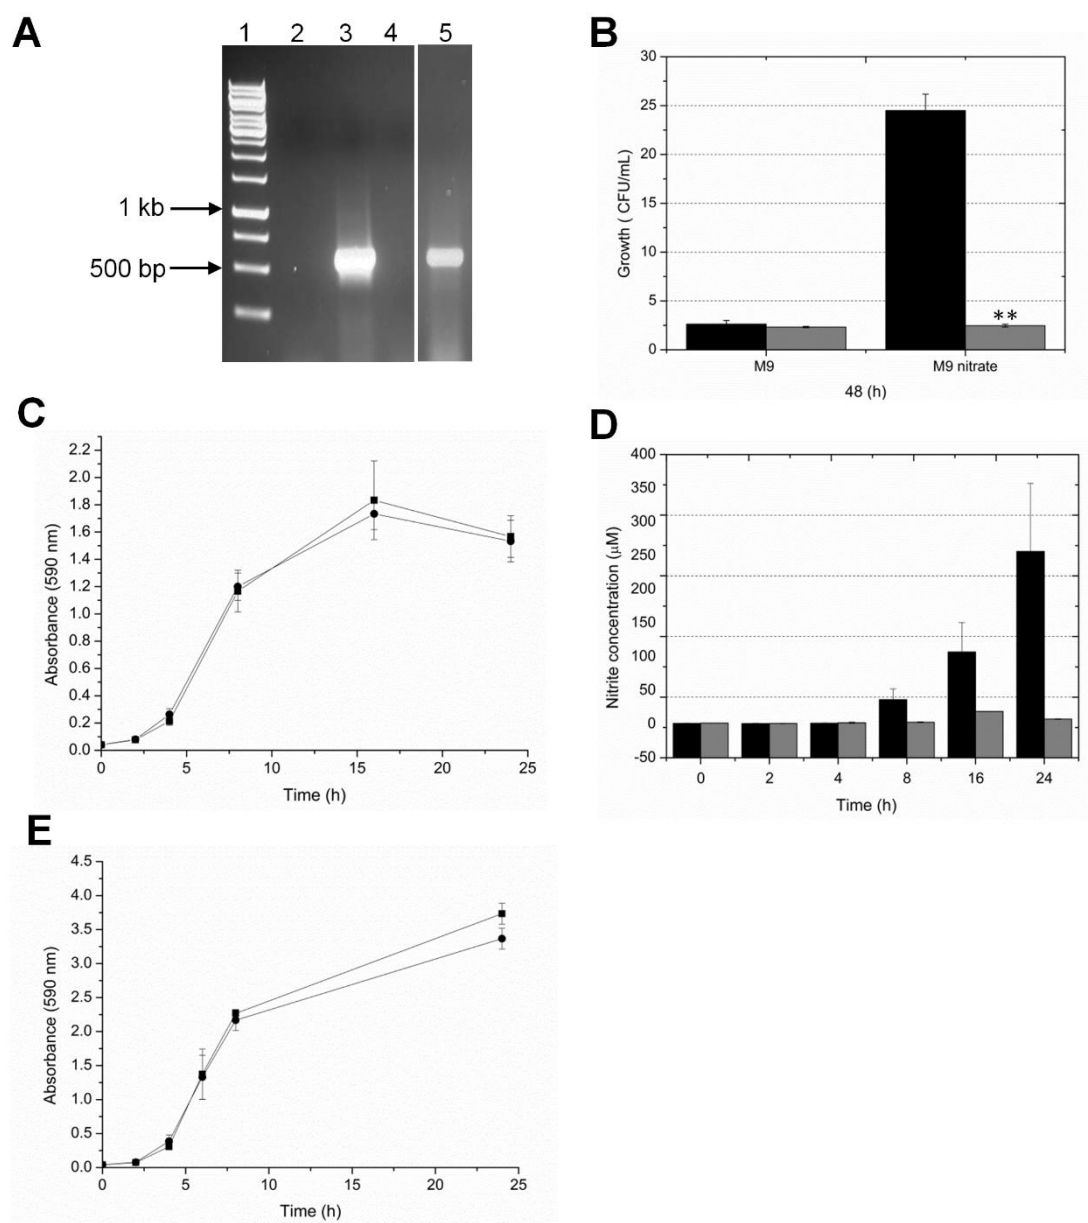 A
1 2 3 4 5
1 kb
500 bp
B
30
25
20
15
10
5
0
Growth ( CFU/mL)
M9 M9 nitrate
**
48 (h)
C
2.2
2.0
1.8
1.6
1.4
1.2
1.0
0.8
0.6
0.4
0.2
0.0
Absorbance (590 nm)
0 5 10 15 20 25
Time (h)
D
400
350
300
250
150
100
50
0
-50
Nitrite concentration (μM)
0 2 4 8 16 24
Time (h)
E
4.5
4.0
3.5
3.0
2.5
2.0
1.5
1.0
0.5
0.0
Absorbance (590 nm)
0 5 10 15 20 25
Time (h)